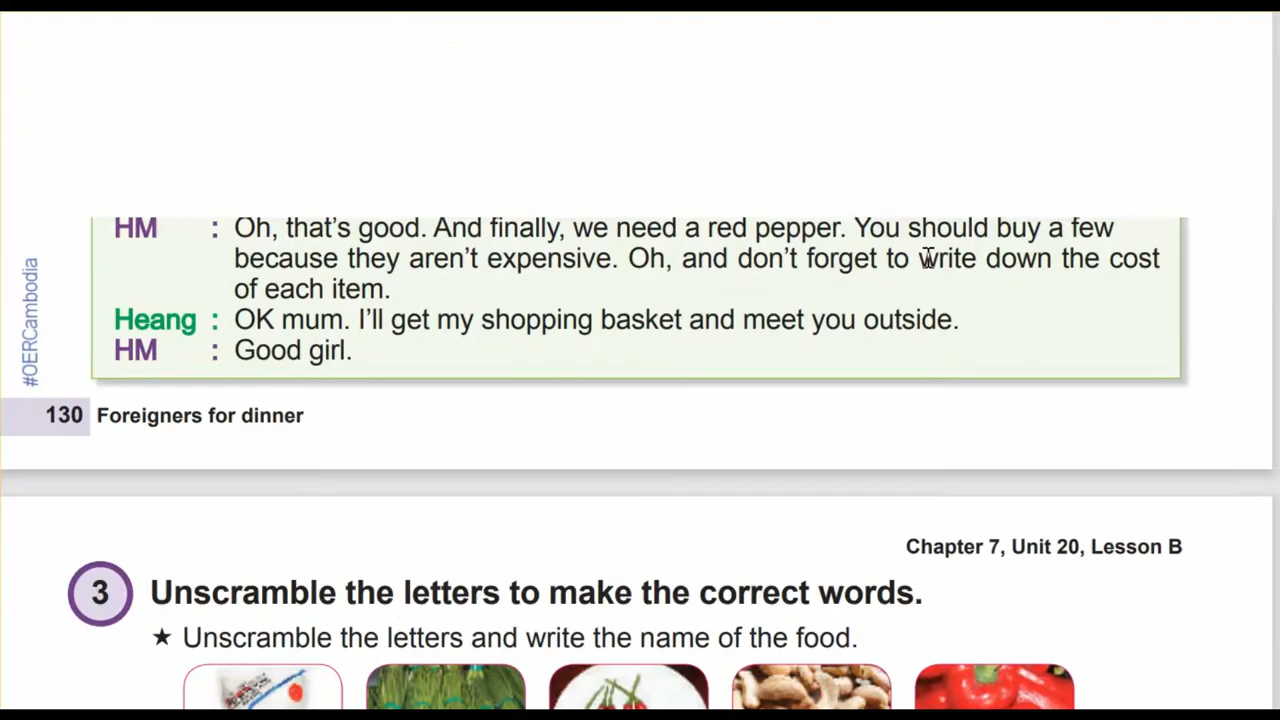 HM : Oh, that's good. And finally, we need a red pepper. You should buy a few
because they aren't expensive. Oh, and don't forget to write down the cost
of each item.
Heang : OK mum. I'll get my shopping basket and meet you outside.
HM : Good girl.
#OERCambodia
130 Foreigners for dinner
Chapter 7, Unit 20, Lesson B
3 Unscramble the letters to make the correct words.
★ Unscramble the letters and write the name of the food.